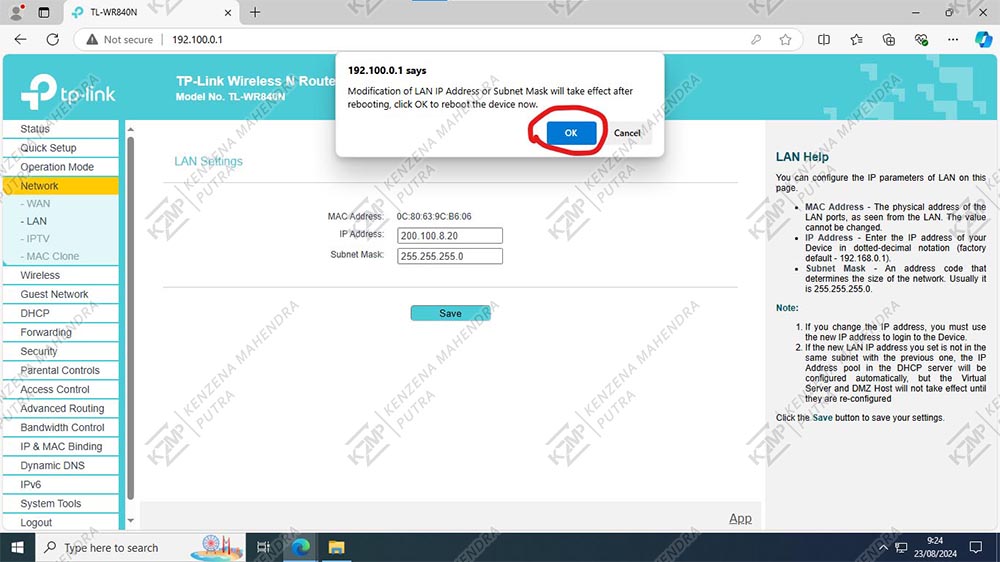 TL-WR840N
Not secure
192.100.0.1
tp-link
TP-Link Wireless N Route
Model No. TL-WR840N
192.100.0.1 says
Modification of LAN IP Address or Subnet Mask will take effect after
rebooting, click OK to reboot the device now.
OK
Cancel
Status
Quick Setup
Operation Mode
Network
- WAN
- LAN
- IPTV
- MAC Clone
Wireless
Guest Network
DHCP
Forwarding
Security
Parental Controls
Access Control
Advanced Routing
Bandwidth Control
IP & MAC Binding
Dynamic DNS
IPv6
System Tools
Logout
LAN Settings
MAC Address: 0C:80:63:9C:B6:06
IP Address: 200.100.8.20
Subnet Mask: 255.255.255.0
Save
App
LAN Help
You can configure the IP parameters of LAN on this
page.
• MAC Address - The physical address of the
LAN ports, as seen from the LAN. The value
cannot be changed.
• IP Address - Enter the IP address of your
Device in dotted-decimal notation (factory
default - 192.168.0.1).
• Subnet Mask - An address code that
determines the size of the network. Usually it
is 255.255.255.0.
Note:
1. If you change the IP address, you must use
the new IP address to login to the Device.
2. If the new LAN IP address you set is not in the
same subnet with the previous one, the IP
Address pool in the DHCP server will be
configured automatically, but the Virtual
Server and DMZ Host will not take effect until
they are re-configured
Click the Save button to save your settings.
Type here to search
9:24
23/08/2024
KZMP
KENZENA MAHENDRA
PUTRA